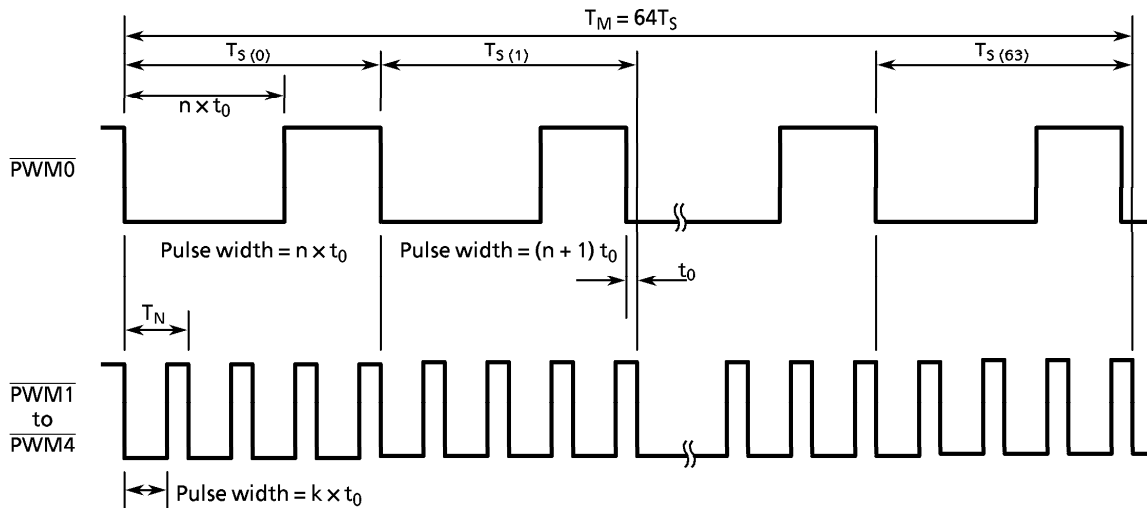 T_M = 64T_S
T_S (0)
T_S (1)
T_S (63)
n × t_0
PWM0
Pulse width = n × t_0
Pulse width = (n + 1) t_0
t_0
T_N
PWM1
to
PWM4
Pulse width = k × t_0